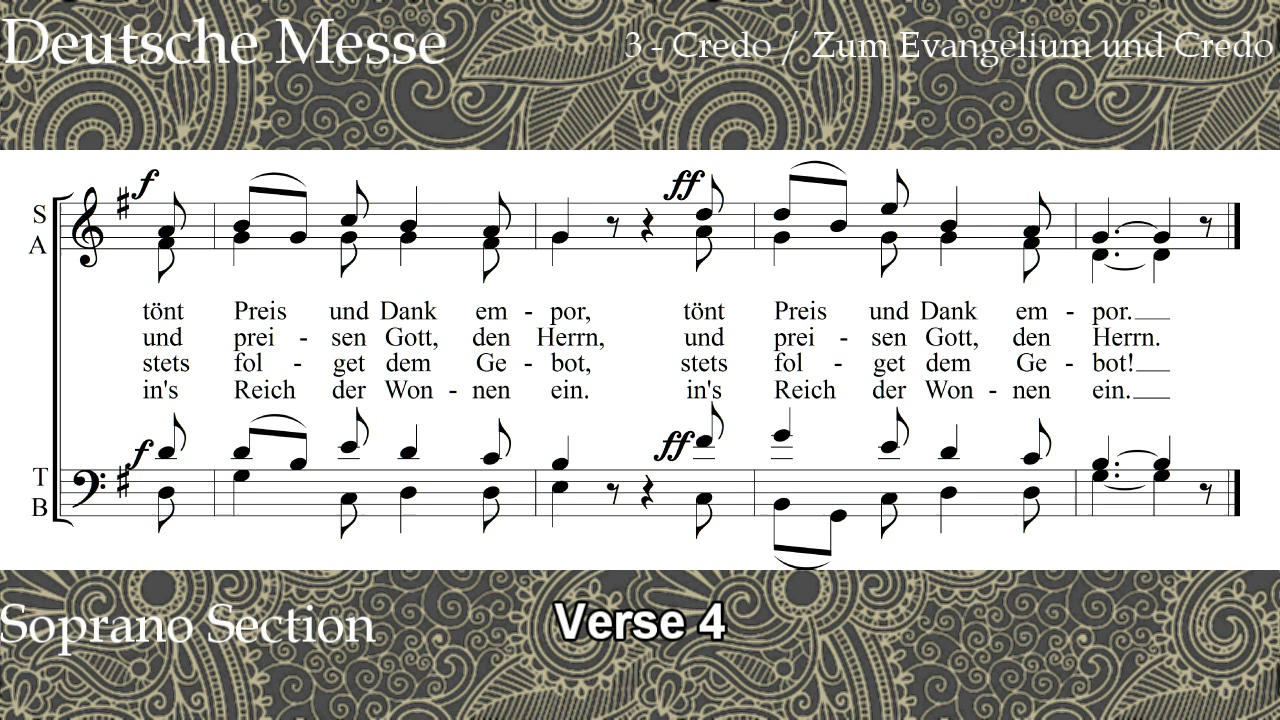 Deutsche Messe
3 - Credo / Zum Evangelium und Credo
f
ff
S
A
tönt Preis und Dank em - por, tönt Preis und Dank em - por.
und prei - sen Gott, den Herrn, und prei - sen Gott, den Herrn.
stets fol - get dem Ge - bot, stets fol - get dem Ge - bot!
in's Reich der Won - nen ein. in's Reich der Won - nen ein.
f
ff
T
B
Soprano Section
Verse 4